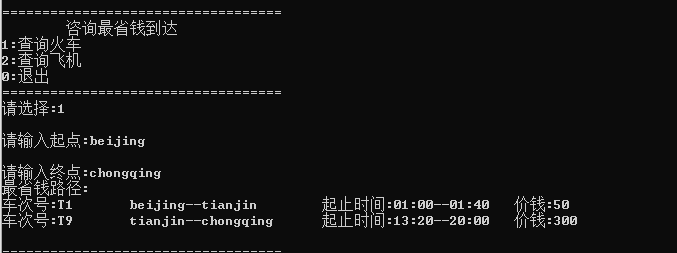 ===================================
咨询最省钱到达
1:查询火车
2:查询飞机
0:退出
===================================
请选择:1
请输入起点:beijing
请输入终点:chongqing
最省钱路径:
车次号:T1 beijing--tianjin 起止时间:01:00--01:40 价钱:50
车次号:T9 tianjin--chongqing 起止时间:13:20--20:00 价钱:300
===================================